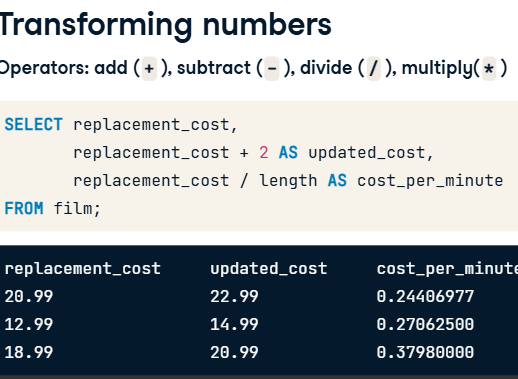 Transforming numbers
Operators: add (+), subtract (-), divide (/), multiply(*)
SELECT replacement_cost,
       replacement_cost + 2 AS updated_cost,
       replacement_cost / length AS cost_per_minute
FROM film;
replacement_cost     updated_cost     cost_per_minute
20.99                22.99            0.24406977
12.99                14.99            0.27062500
18.99                20.99            0.37980000